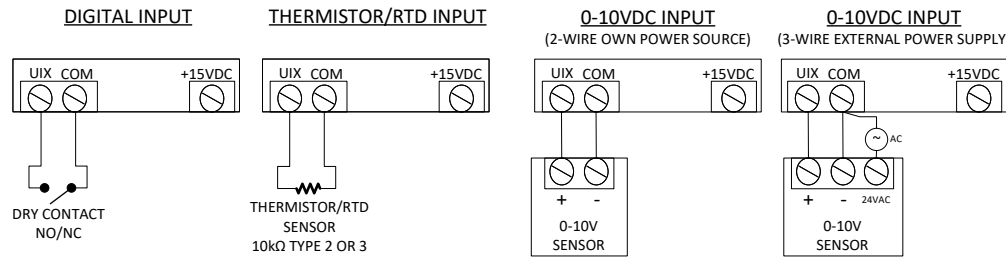 DIGITAL INPUT
UIX COM +15VDC
DRY CONTACT
NO/NC
THERMISTOR/RTD INPUT
UIX COM +15VDC
THERMISTOR/RTD
SENSOR
10kΩ TYPE 2 OR 3
0-10VDC INPUT
(2-WIRE OWN POWER SOURCE)
UIX COM +15VDC
+ -
0-10V
SENSOR
0-10VDC INPUT
(3-WIRE EXTERNAL POWER SUPPLY
UIX COM +15VDC
~ AC
+ - 24VAC
0-10V
SENSOR